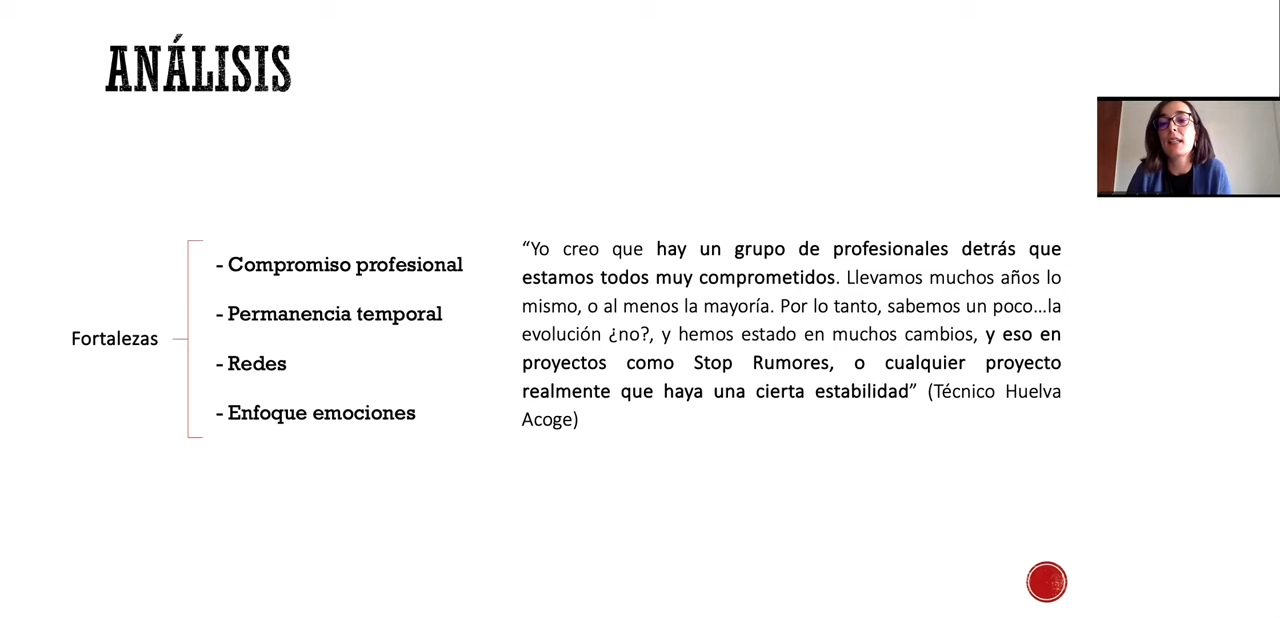 ANÁLISIS
Fortalezas
- Compromiso profesional
- Permanencia temporal
- Redes
- Enfoque emociones
“Yo creo que hay un grupo de profesionales detrás que
estamos todos muy comprometidos. Llevamos muchos años lo
mismo, o al menos la mayoría. Por lo tanto, sabemos un poco…la
evolución ¿no?, y hemos estado en muchos cambios, y eso en
proyectos como Stop Rumores, o cualquier proyecto
realmente que haya una cierta estabilidad” (Técnico Huelva
Acoge)